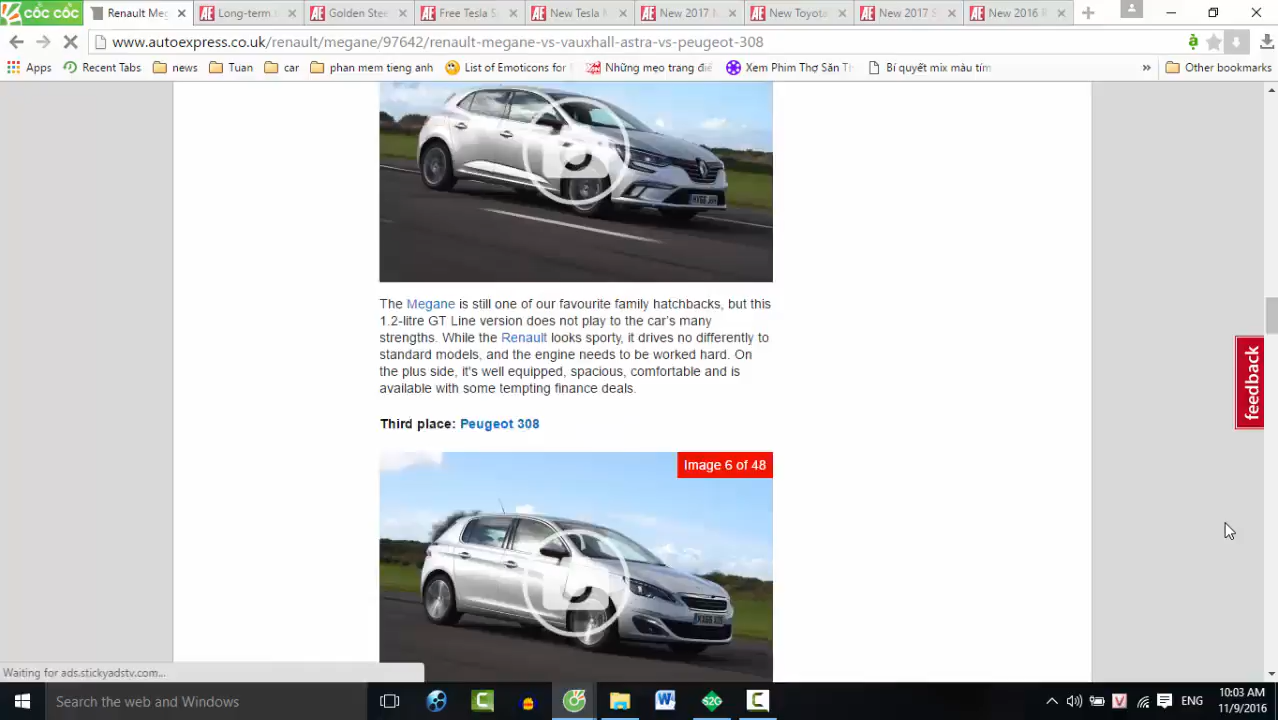 cốc cốc
Renault Meg
Long-term
Golden Stee
Free Tesla S
New Tesla M
New 2017
New Toyota
New 2017 S
New 2016 R
www.autoexpress.co.uk/renault/megane/97642/renault-megane-vs-vauxhall-astra-vs-peugeot-308
Apps
Recent Tabs
news
Tuan
car
phan mem tieng anh
List of Emoticons for
Những mẹo trang đi
Xem Phim Thợ Săn T
Bí quyết mix màu tím
»
Other bookmarks
The Megane is still one of our favourite family hatchbacks, but this
1.2-litre GT Line version does not play to the car's many
strengths. While the Renault looks sporty, it drives no differently to
standard models, and the engine needs to be worked hard. On
the plus side, it's well equipped, spacious, comfortable and is
available with some tempting finance deals.
feedback
Third place: Peugeot 308
Image 6 of 48
Waiting for ads.stickyadstv.com...
Search the web and Windows
S2G
ENG
10:03 AM
11/9/2016